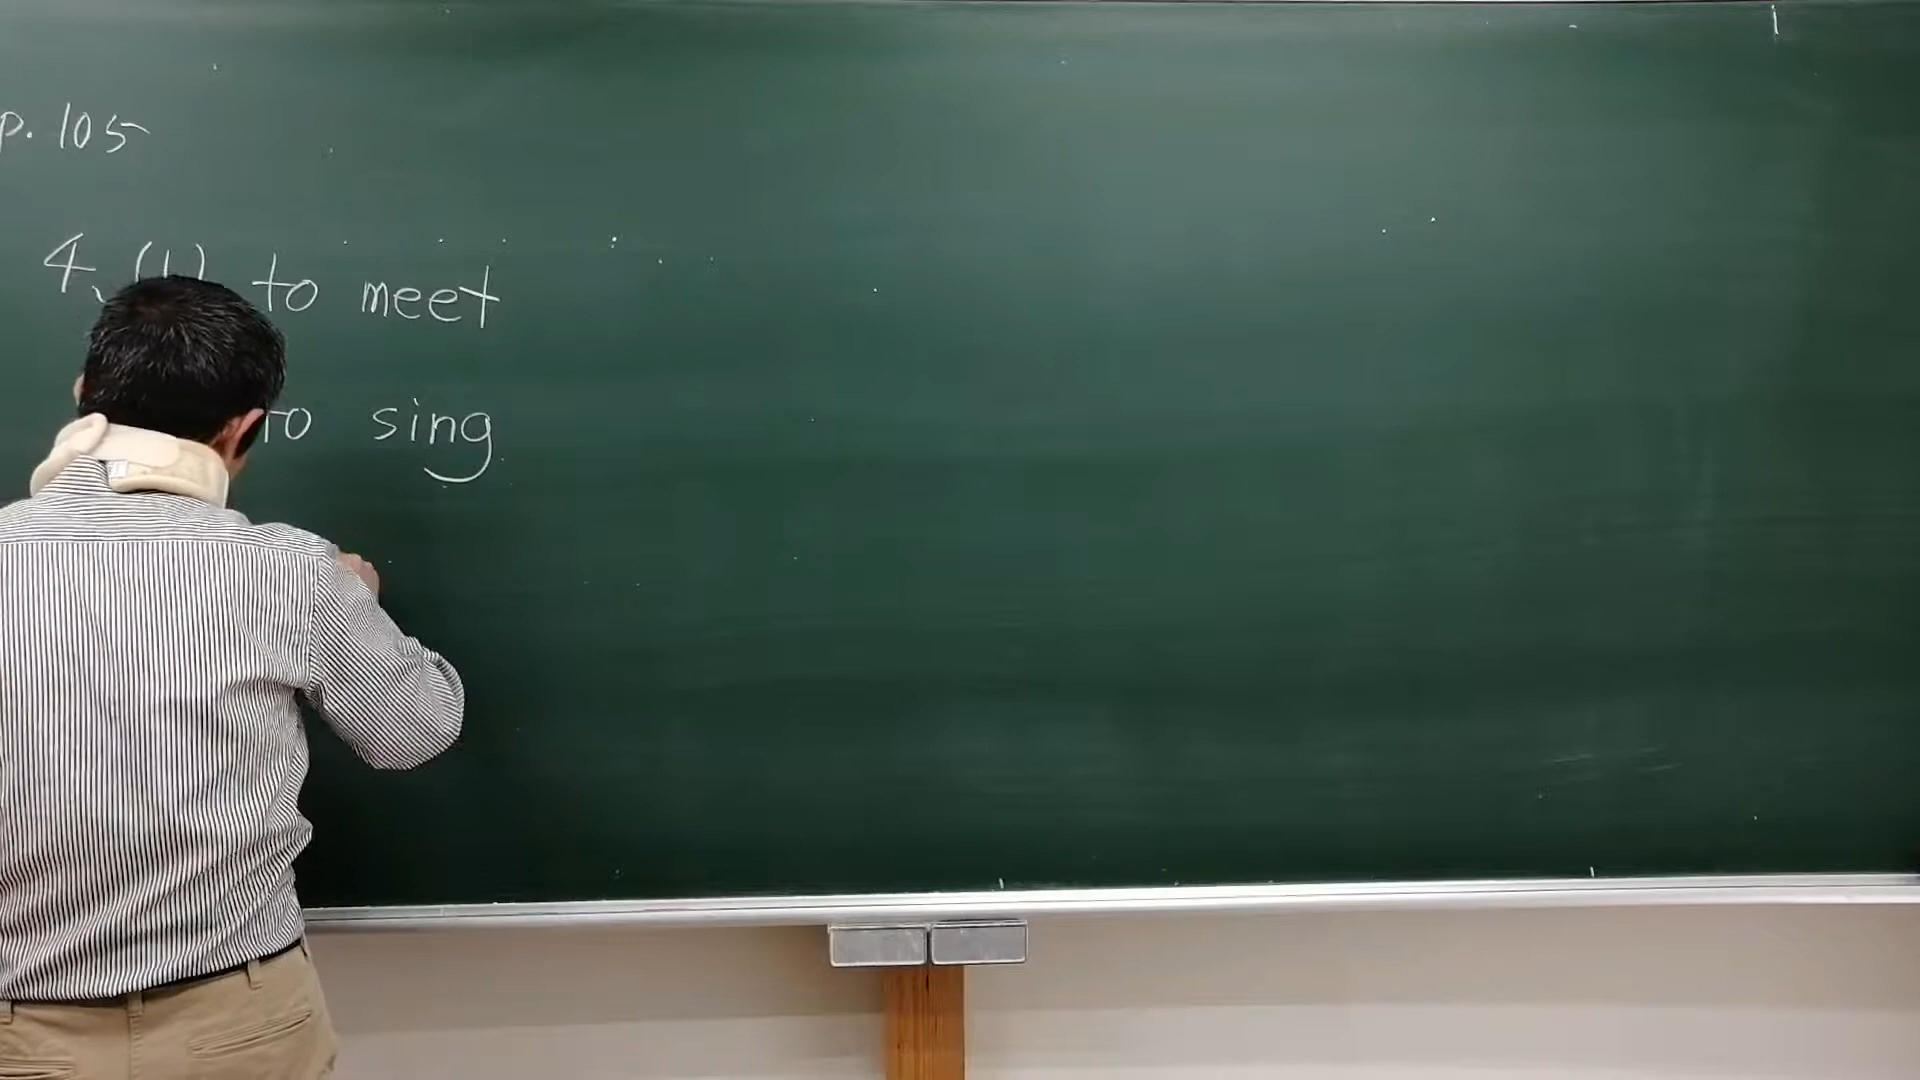 p. 105
4. (1) to meet
to sing